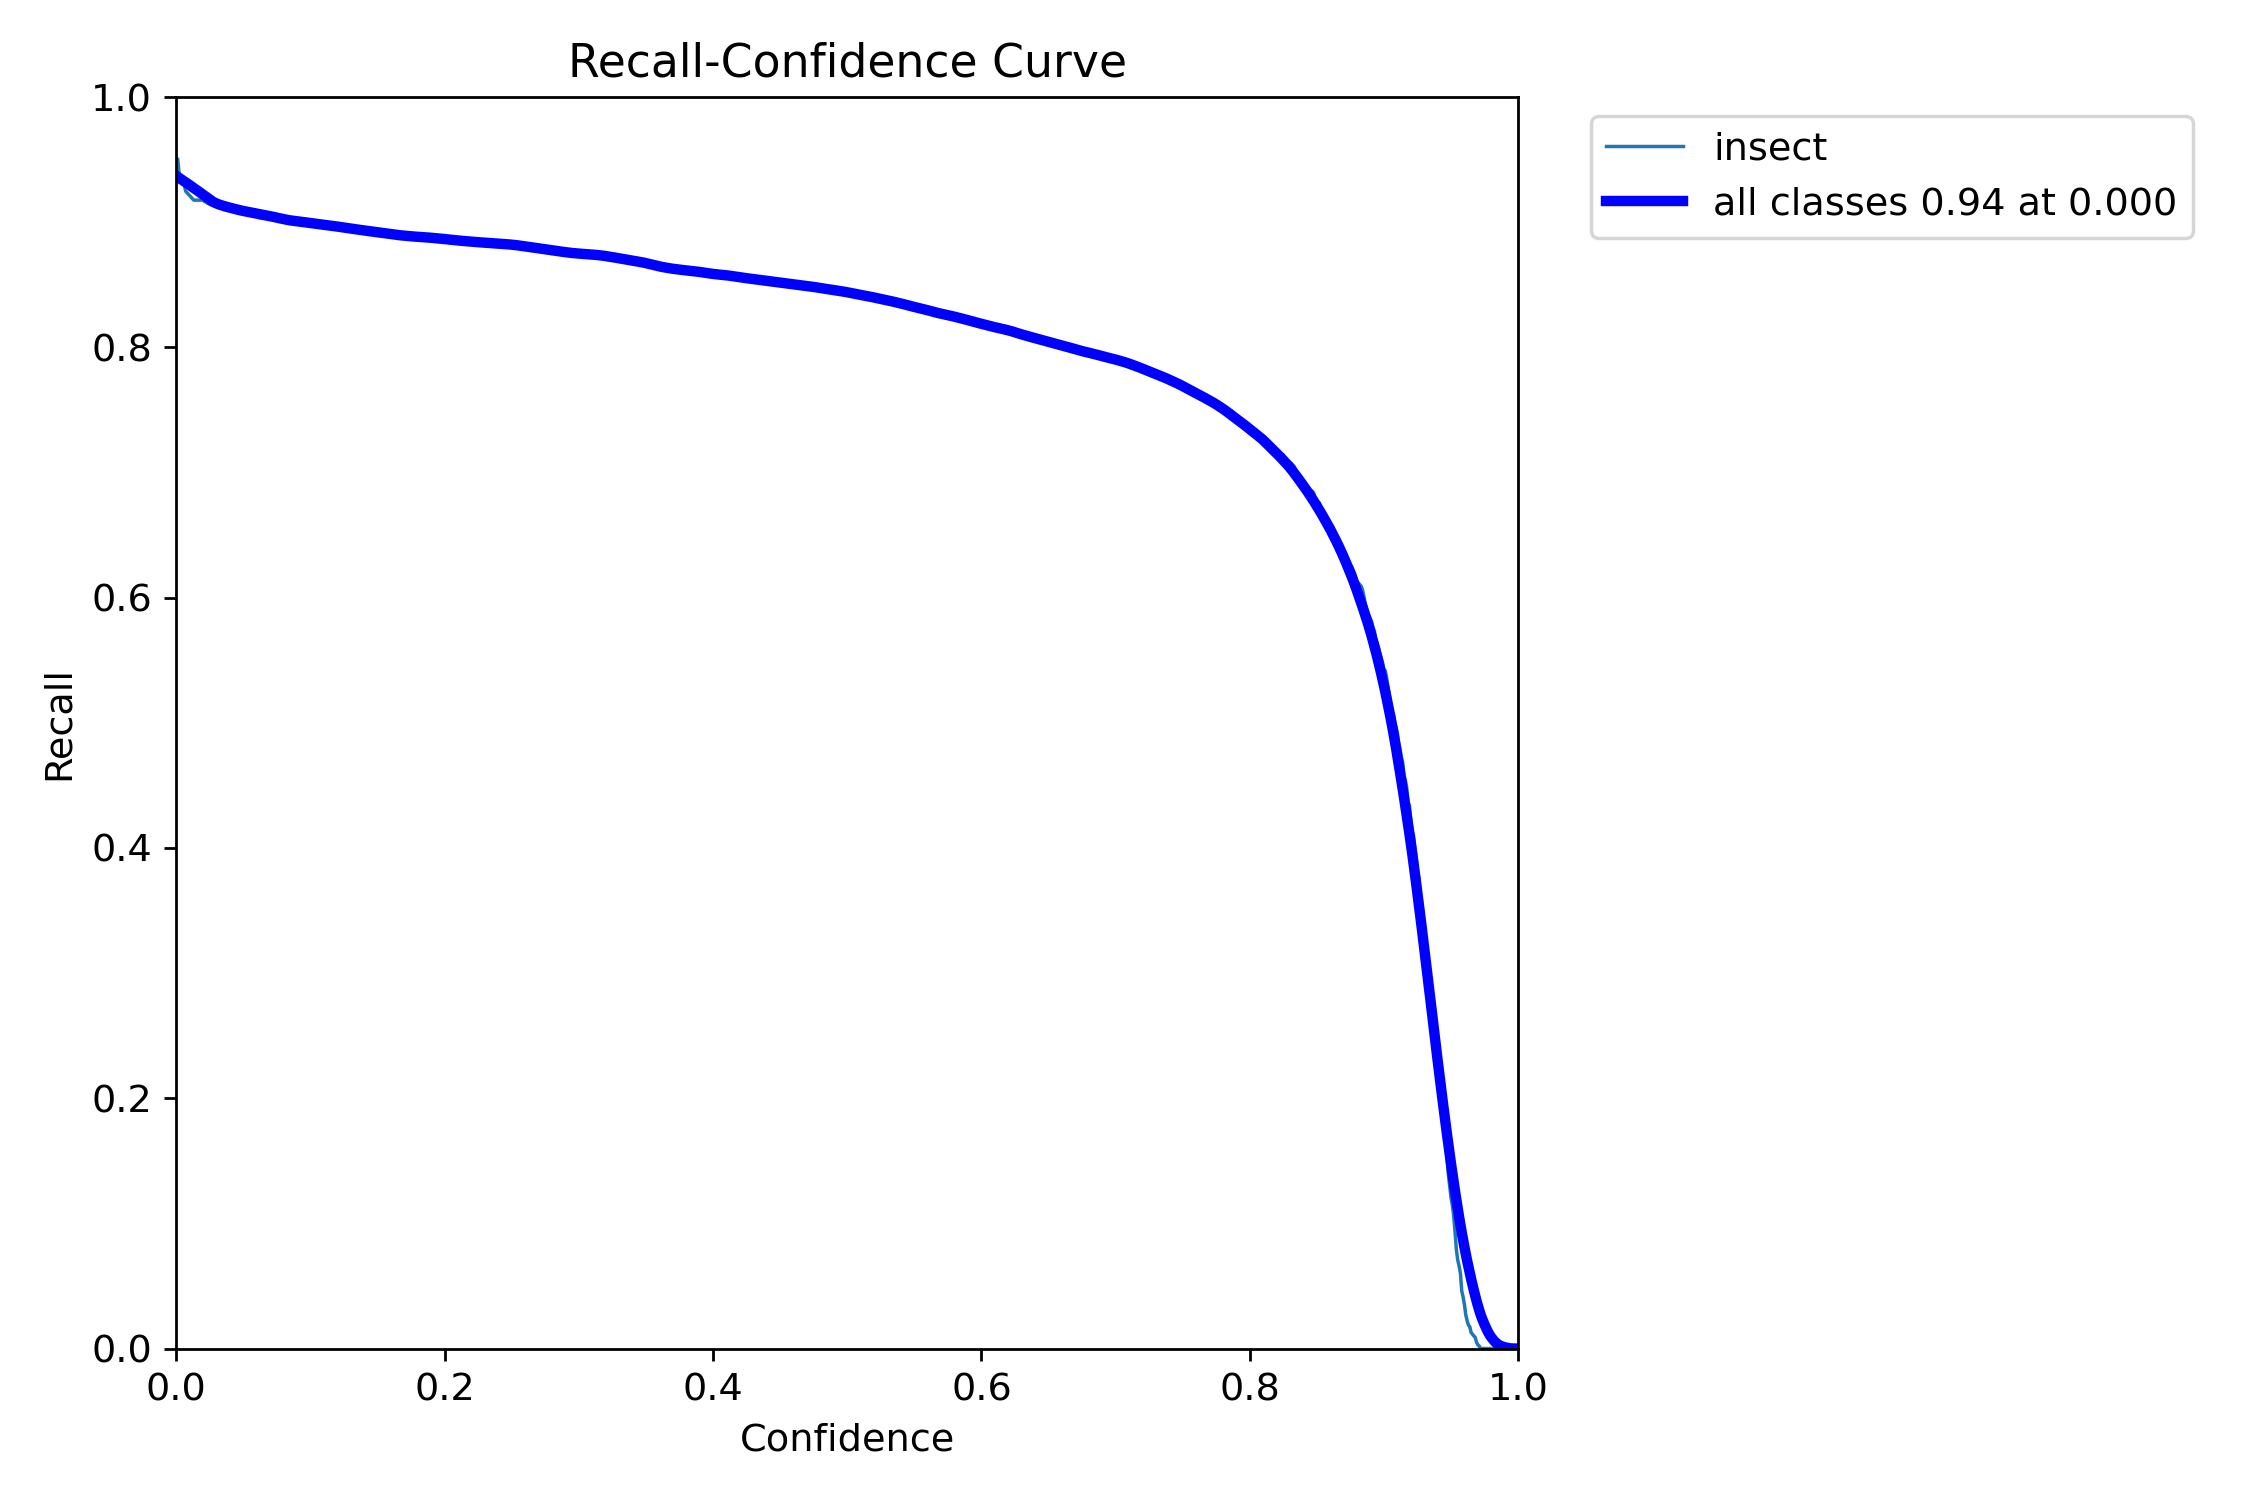 Recall-Confidence Curve
1.0
0.8
0.6
0.4
0.2
0.0
Recall
0.0 0.2 0.4 0.6 0.8 1.0
Confidence
insect
all classes 0.94 at 0.000